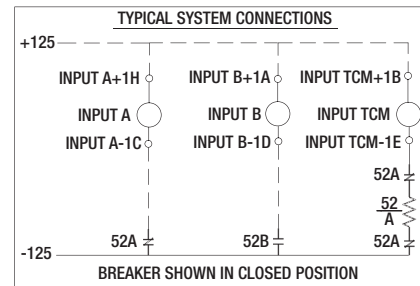 TYPICAL SYSTEM CONNECTIONS
+125
INPUT A+1H INPUT B+1A INPUT TCM+1B
INPUT A INPUT B INPUT TCM
INPUT A-1C INPUT B-1D INPUT TCM-1E
52A
52
A
52A 52B 52A
-125
BREAKER SHOWN IN CLOSED POSITION